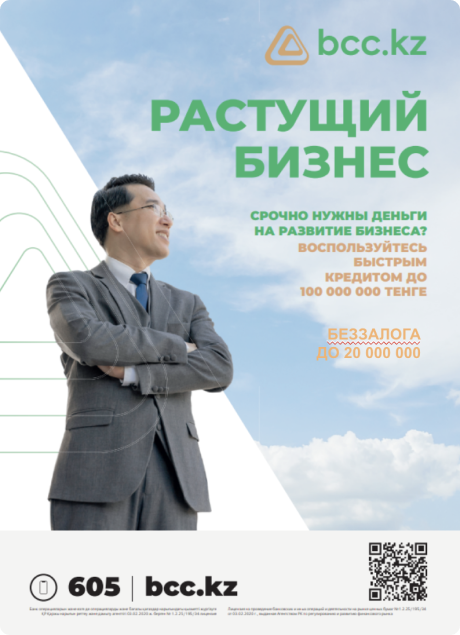 bcc.kz
РАСТУЩИЙ
БИЗНЕС
СРОЧНО НУЖНЫ ДЕНЬГИ
НА РАЗВИТИЕ БИЗНЕСА?
ВОСПОЛЬЗУЙТЕСЬ
БЫСТРЫМ
КРЕДИТОМ ДО
100 000 000 ТЕНГЕ
БЕЗЗАЛОГА
ДО 20 000 000
605 | bcc.kz